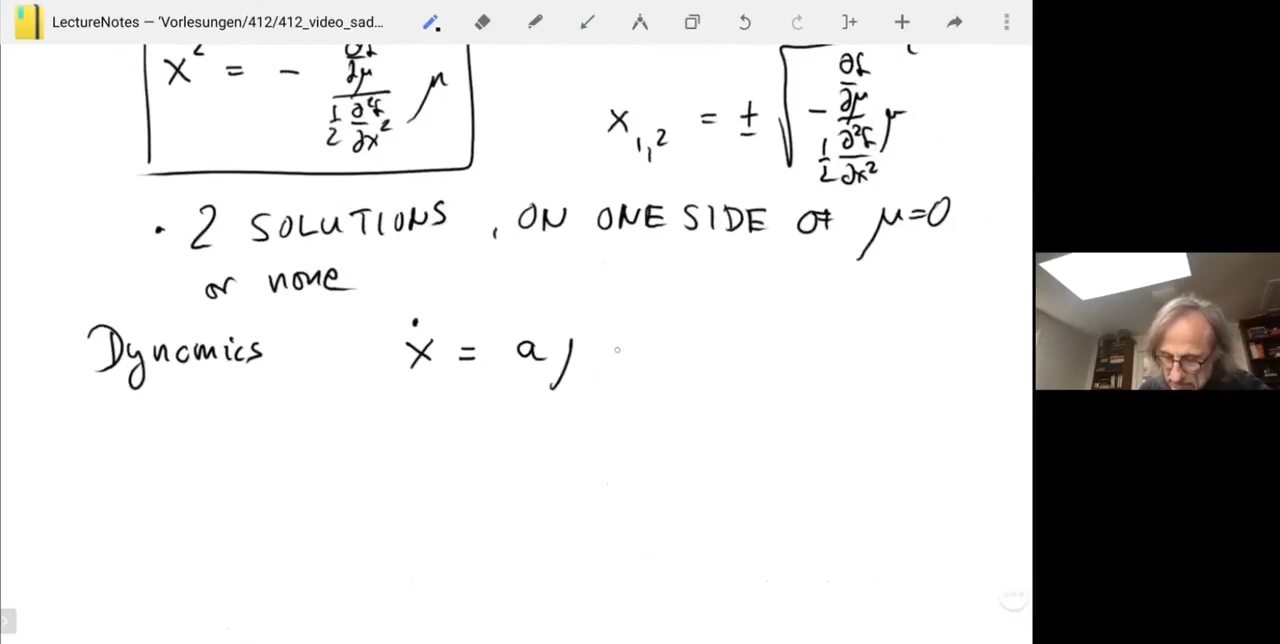 LectureNotes — 'Vorlesungen/412/412_video_sad...
x² = - ∂f/∂μ / ½ ∂²f/∂x² μ
x₁,₂ = ± √ - ∂f/∂μ / ½ ∂²f/∂x² μ
· 2 SOLUTIONS, ON ONE SIDE OF μ=0
or none
Dynamics ẋ = a